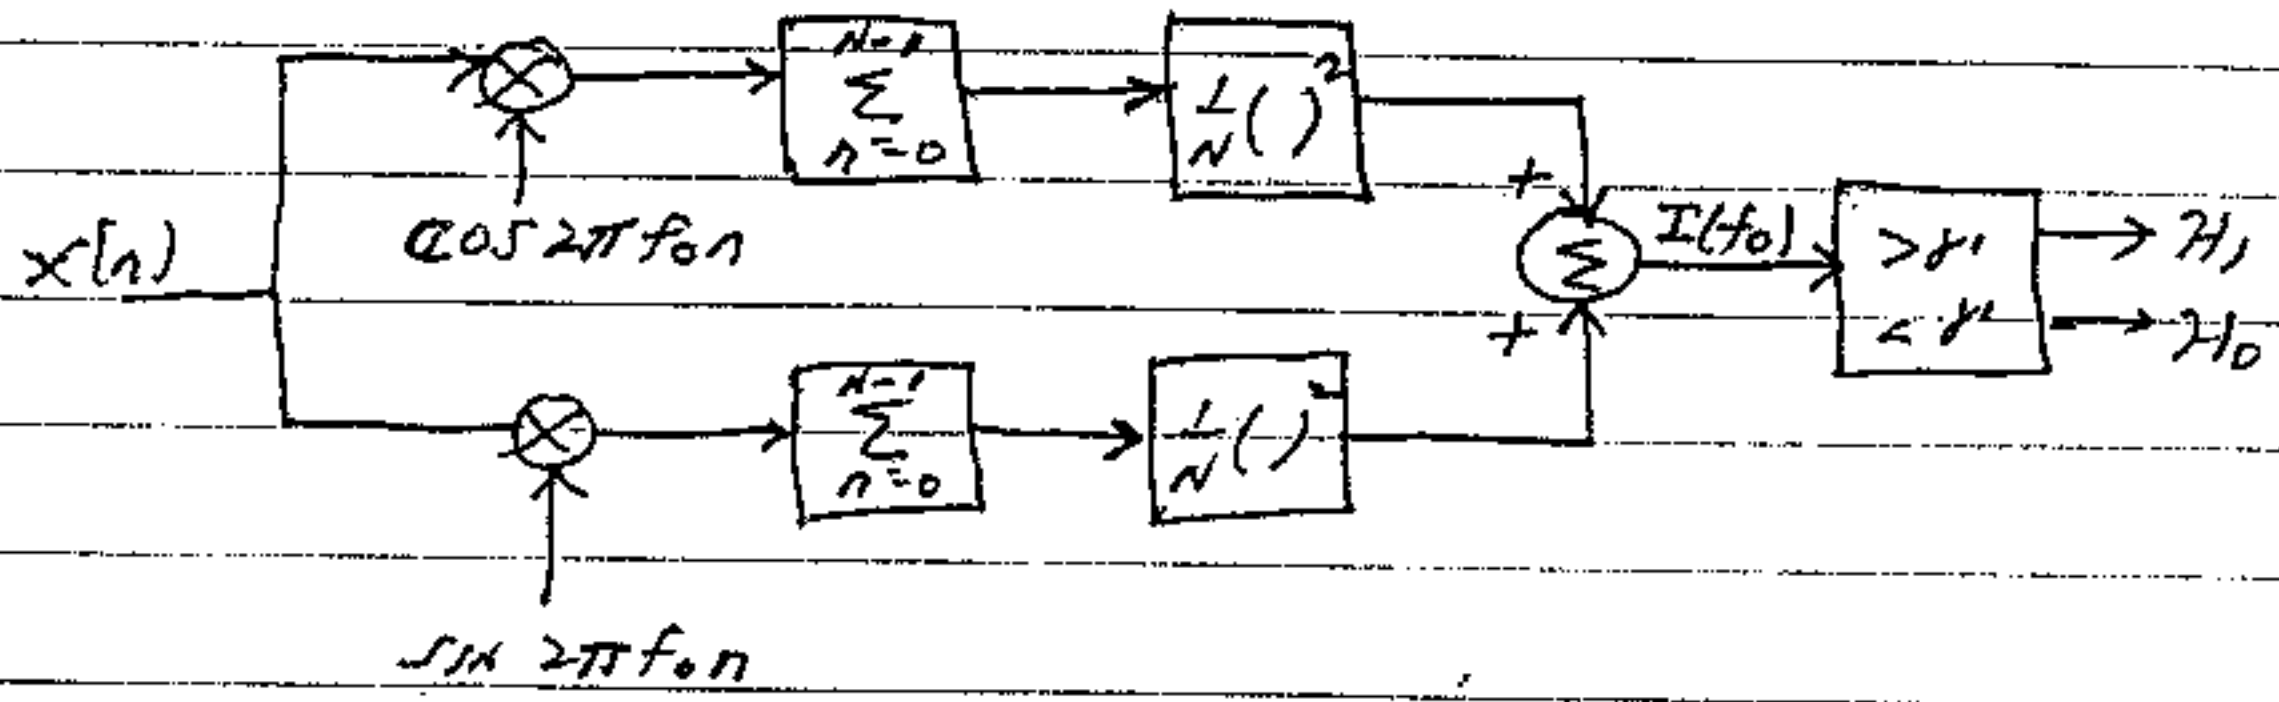 x[n]
cos 2πf₀n
N-1
Σ
n=0
1/N ( )²
+
Σ
+
I(f₀)
> γ'
< γ'
H₁
H₀
sin 2πf₀n
N-1
Σ
n=0
1/N ( )²